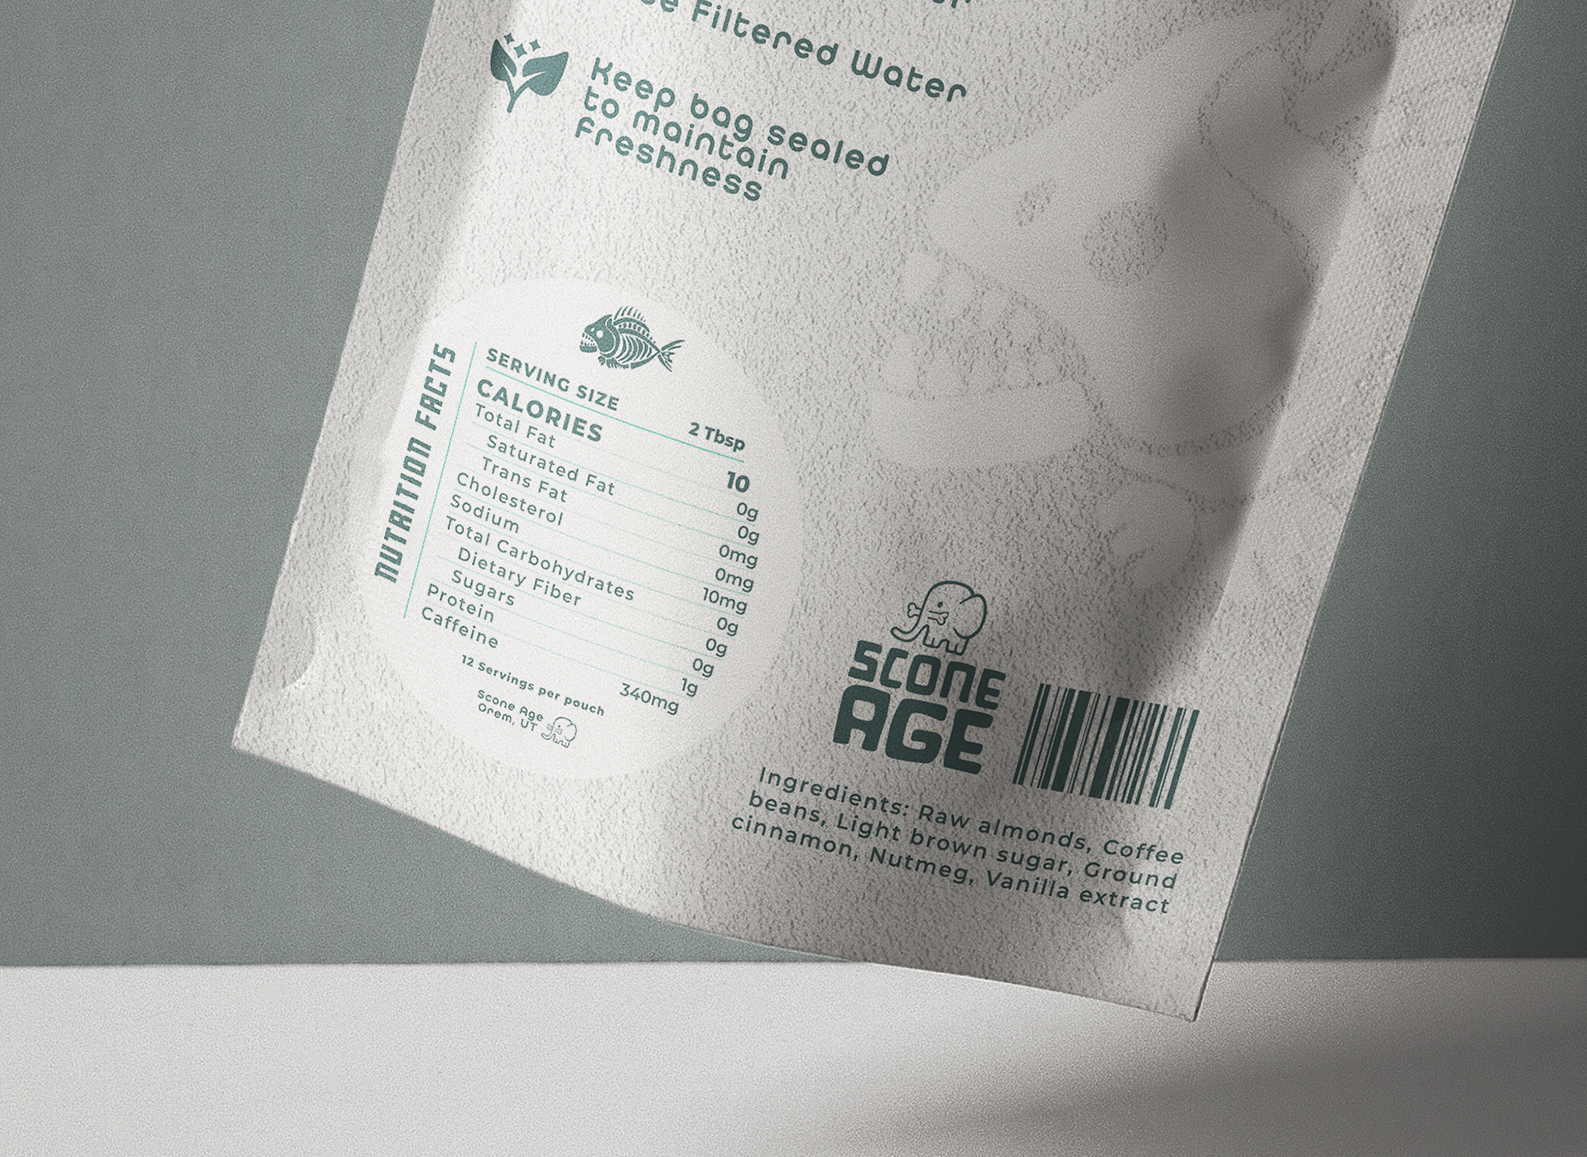 Filtered Water
Keep bag sealed
to maintain
freshness
NUTRITION FACTS
SERVING SIZE 2 Tbsp
CALORIES 10
Total Fat 0g
Saturated Fat 0g
Trans Fat 0mg
Cholesterol 0mg
Sodium 10mg
Total Carbohydrates 0g
Dietary Fiber 0g
Sugars 0g
Protein 1g
Caffeine 340mg
12 Servings per pouch
Scone Age
Orem, UT
SCONE
AGE
Ingredients: Raw almonds, Coffee
beans, Light brown sugar, Ground
cinnamon, Nutmeg, Vanilla extract